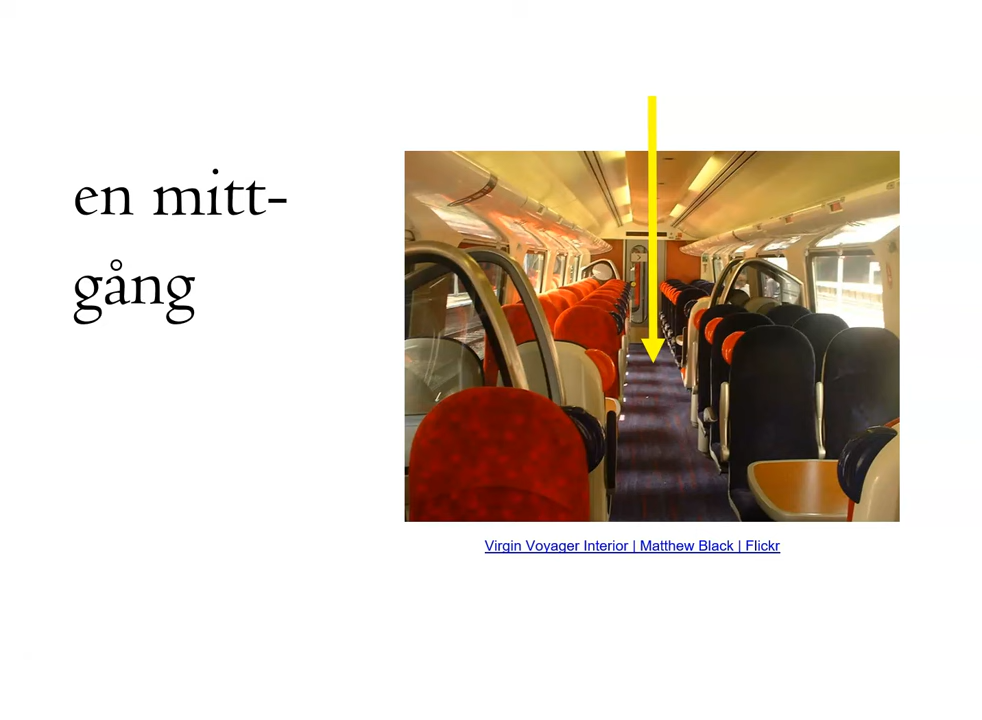 en mitt-
gång
Virgin Voyager Interior | Matthew Black | Flickr